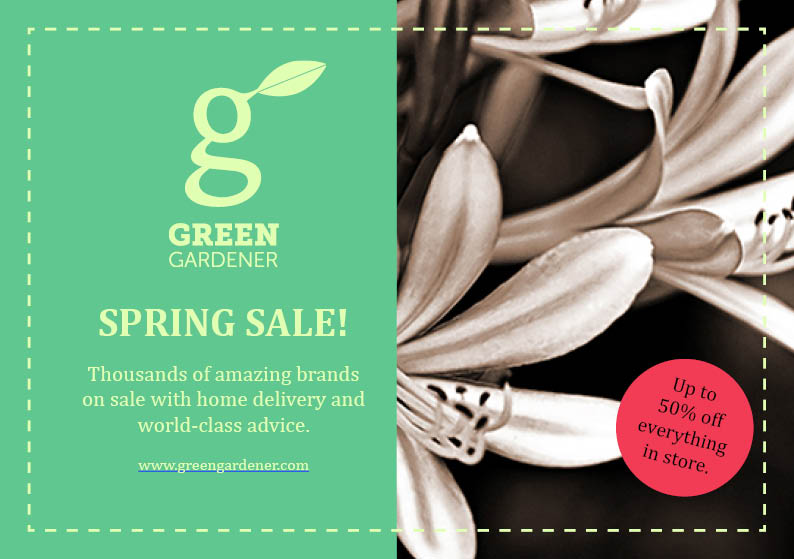 g
GREEN
GARDENER
SPRING SALE!
Thousands of amazing brands
on sale with home delivery and
world-class advice.
www.greengardener.com
Up to
50% off
everything
in store.